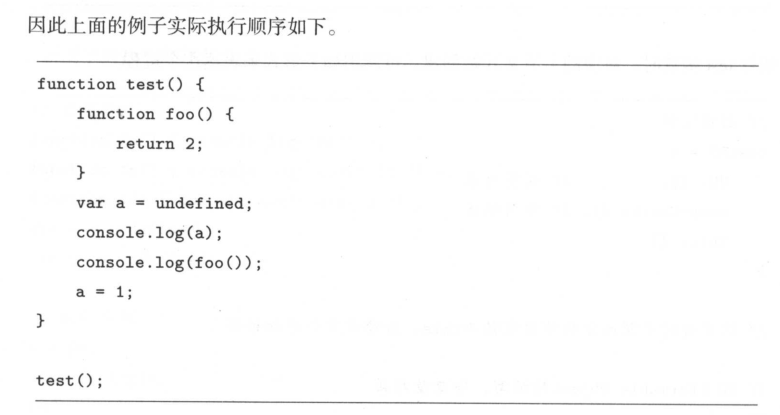 因此上面的例子实际执行顺序如下。
function test() {
    function foo() {
        return 2;
    }
    var a = undefined;
    console.log(a);
    console.log(foo());
    a = 1;
}
test();